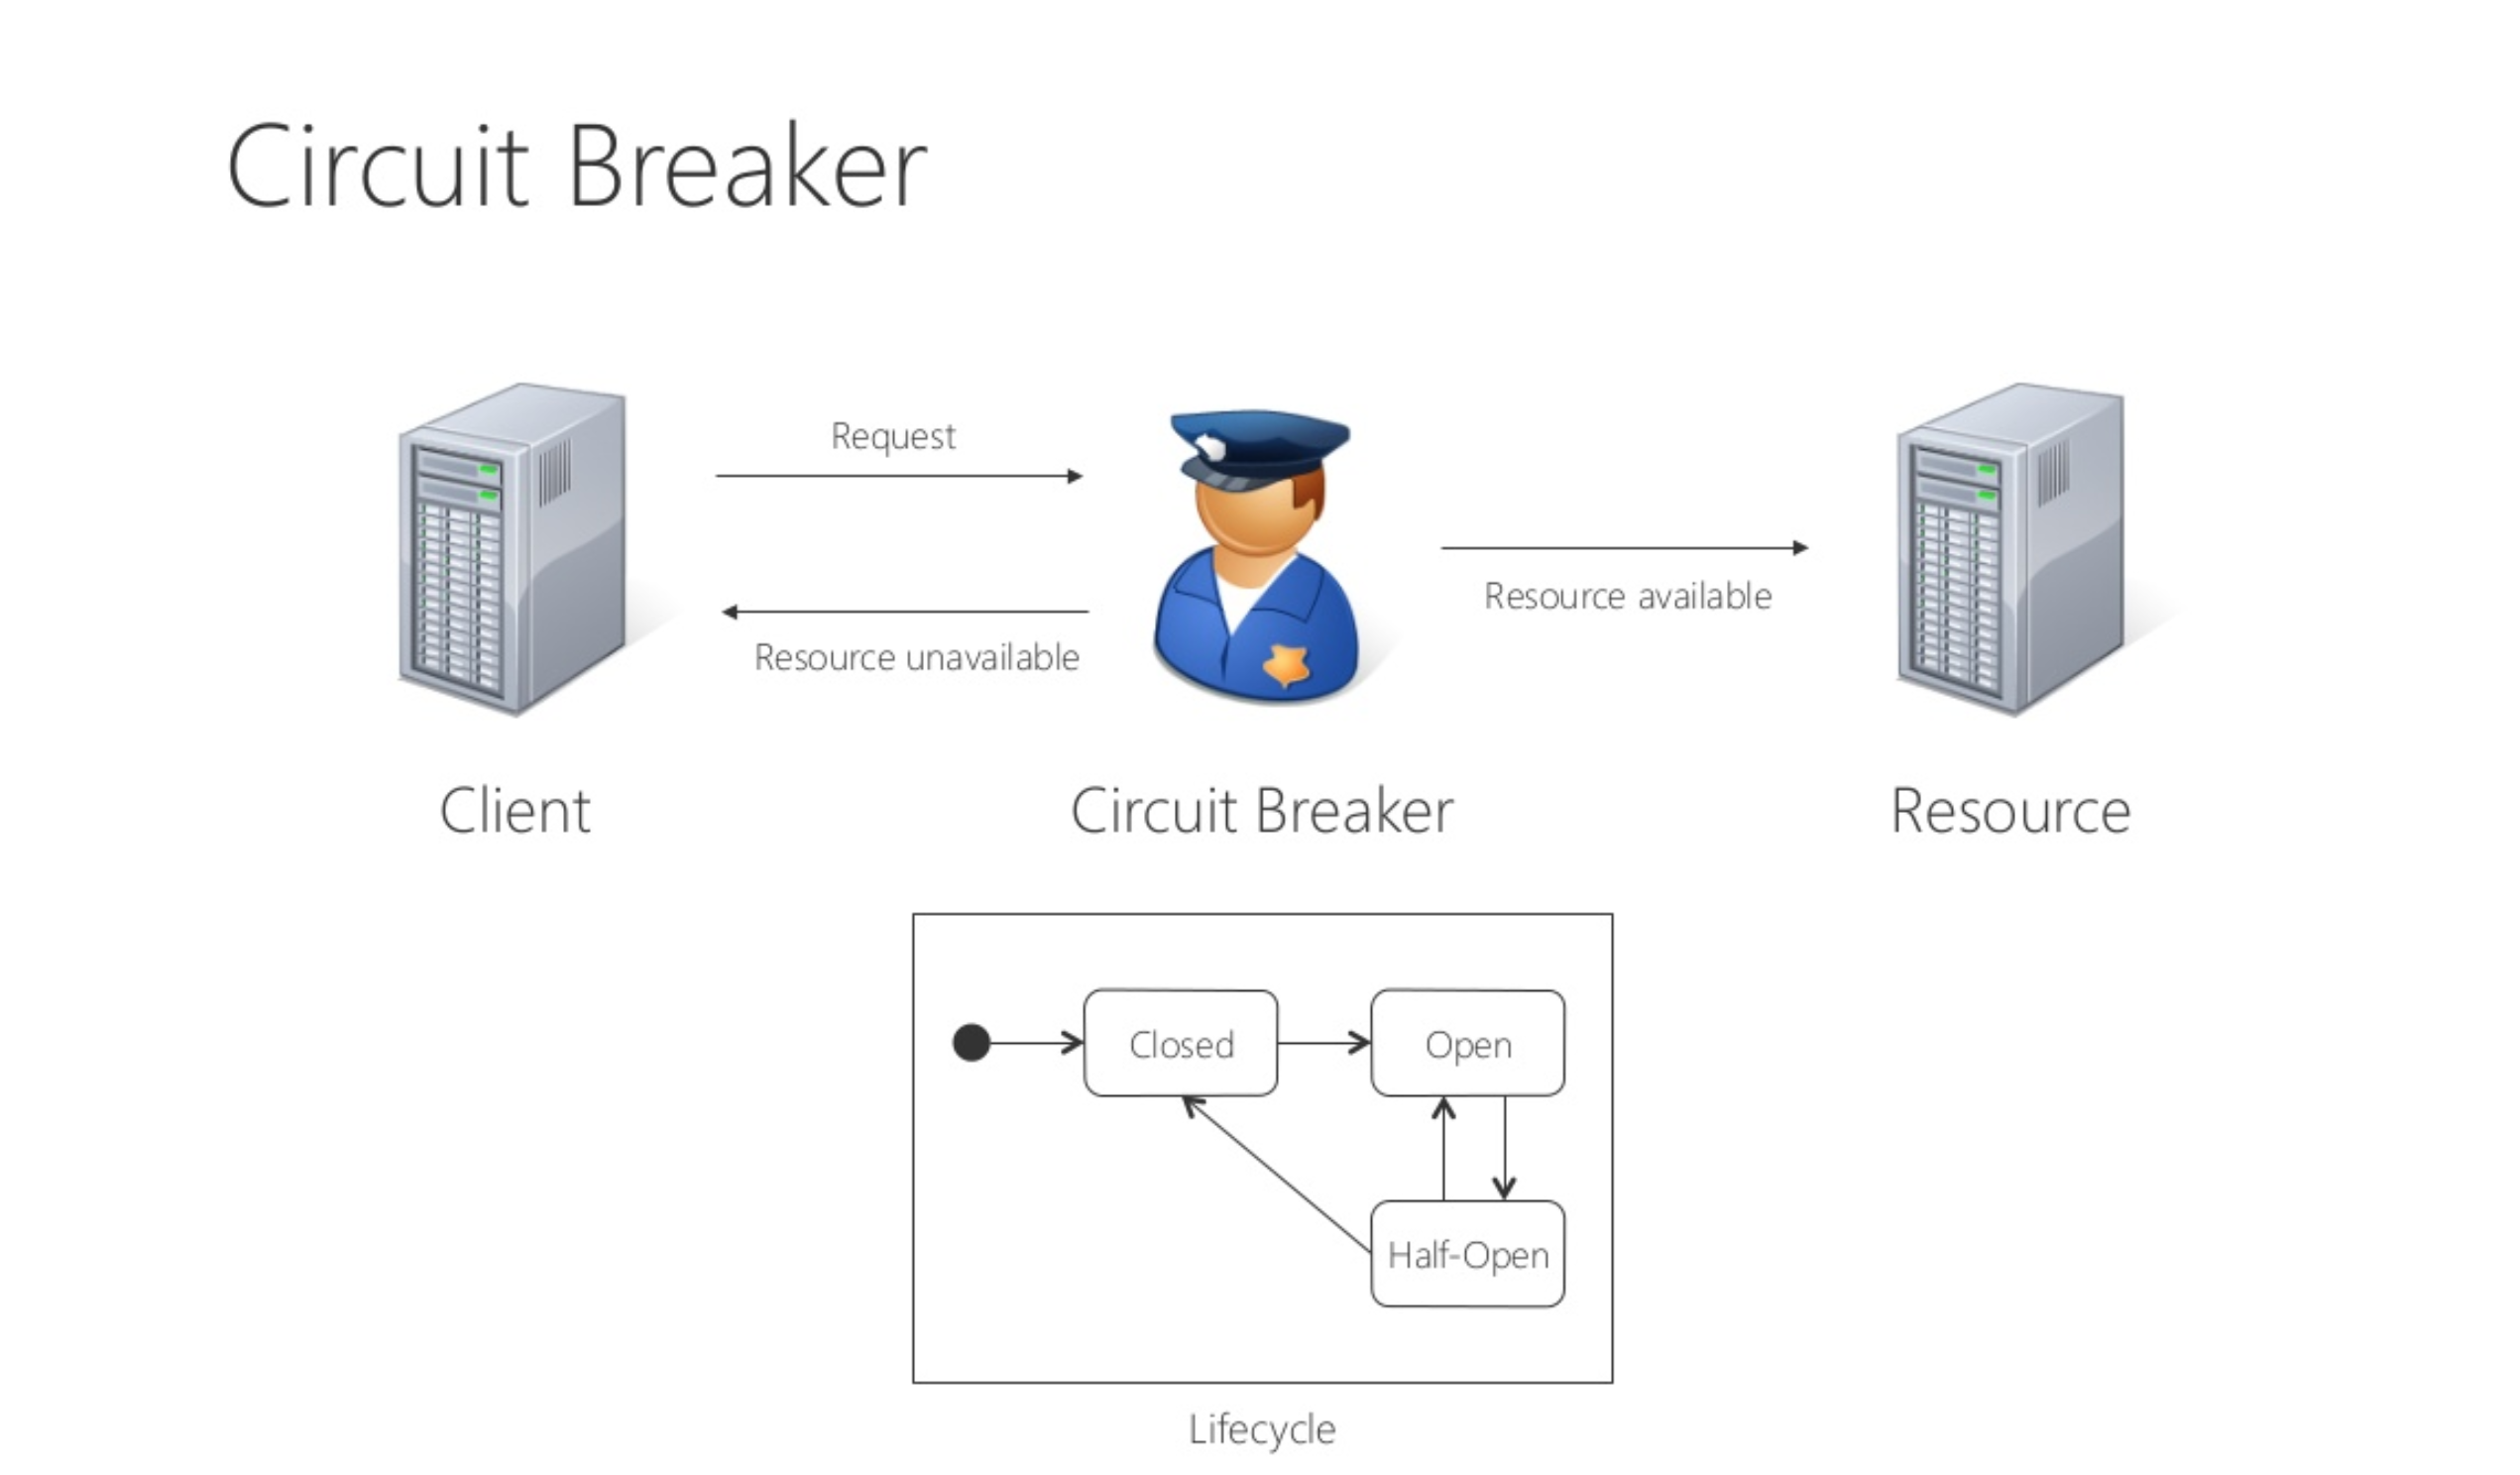 Circuit Breaker
Request
Resource available
Resource unavailable
Client
Circuit Breaker
Resource
Closed
Open
Half-Open
Lifecycle